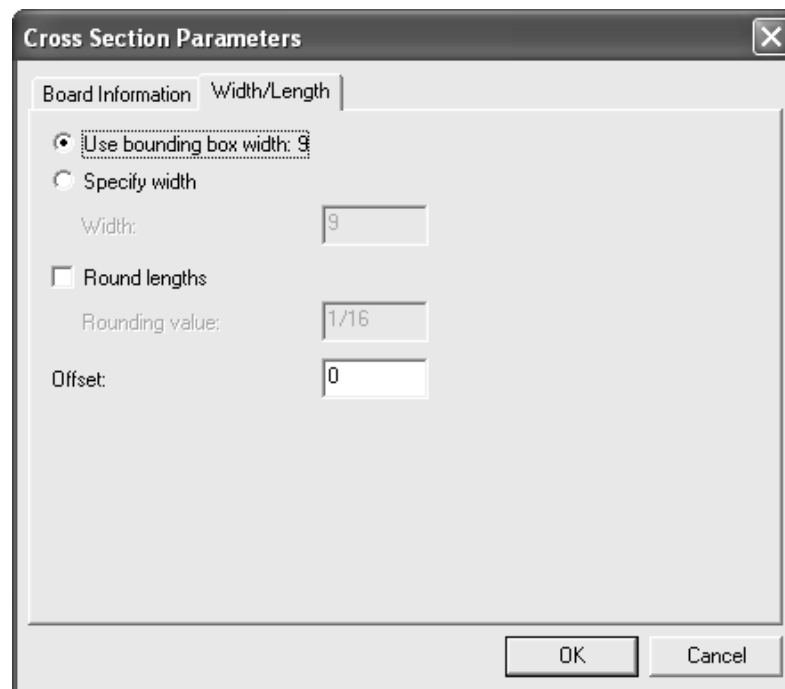 Cross Section Parameters
Board Information Width/Length
Use bounding box width: 9
Specify width
Width: 9
Round lengths
Rounding value: 1/16
Offset: 0
OK Cancel